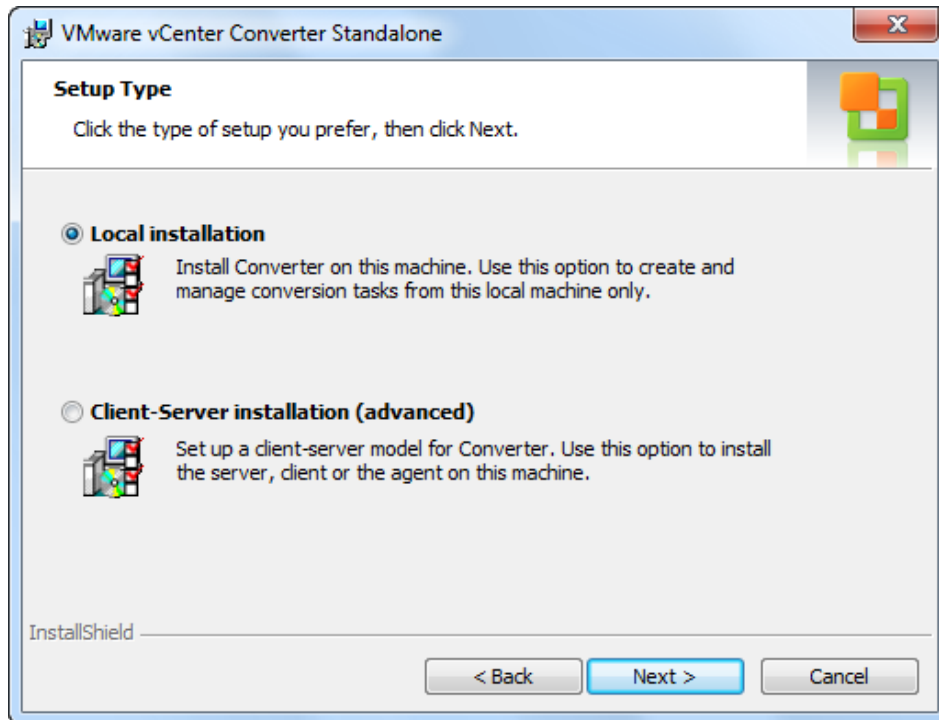 VMware vCenter Converter Standalone
Setup Type
Click the type of setup you prefer, then click Next.
Local installation
Install Converter on this machine. Use this option to create and
manage conversion tasks from this local machine only.
Client-Server installation (advanced)
Set up a client-server model for Converter. Use this option to install
the server, client or the agent on this machine.
InstallShield
< Back
Next >
Cancel